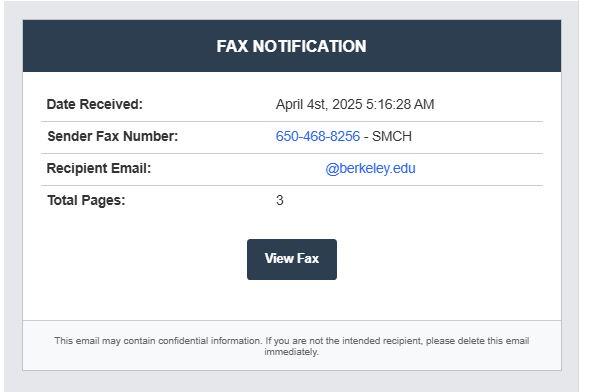 FAX NOTIFICATION
Date Received: April 4st, 2025 5:16:28 AM
Sender Fax Number: 650-468-8256 - SMCH
Recipient Email: @berkeley.edu
Total Pages: 3
View Fax
This email may contain confidential information. If you are not the intended recipient, please delete this email
immediately.